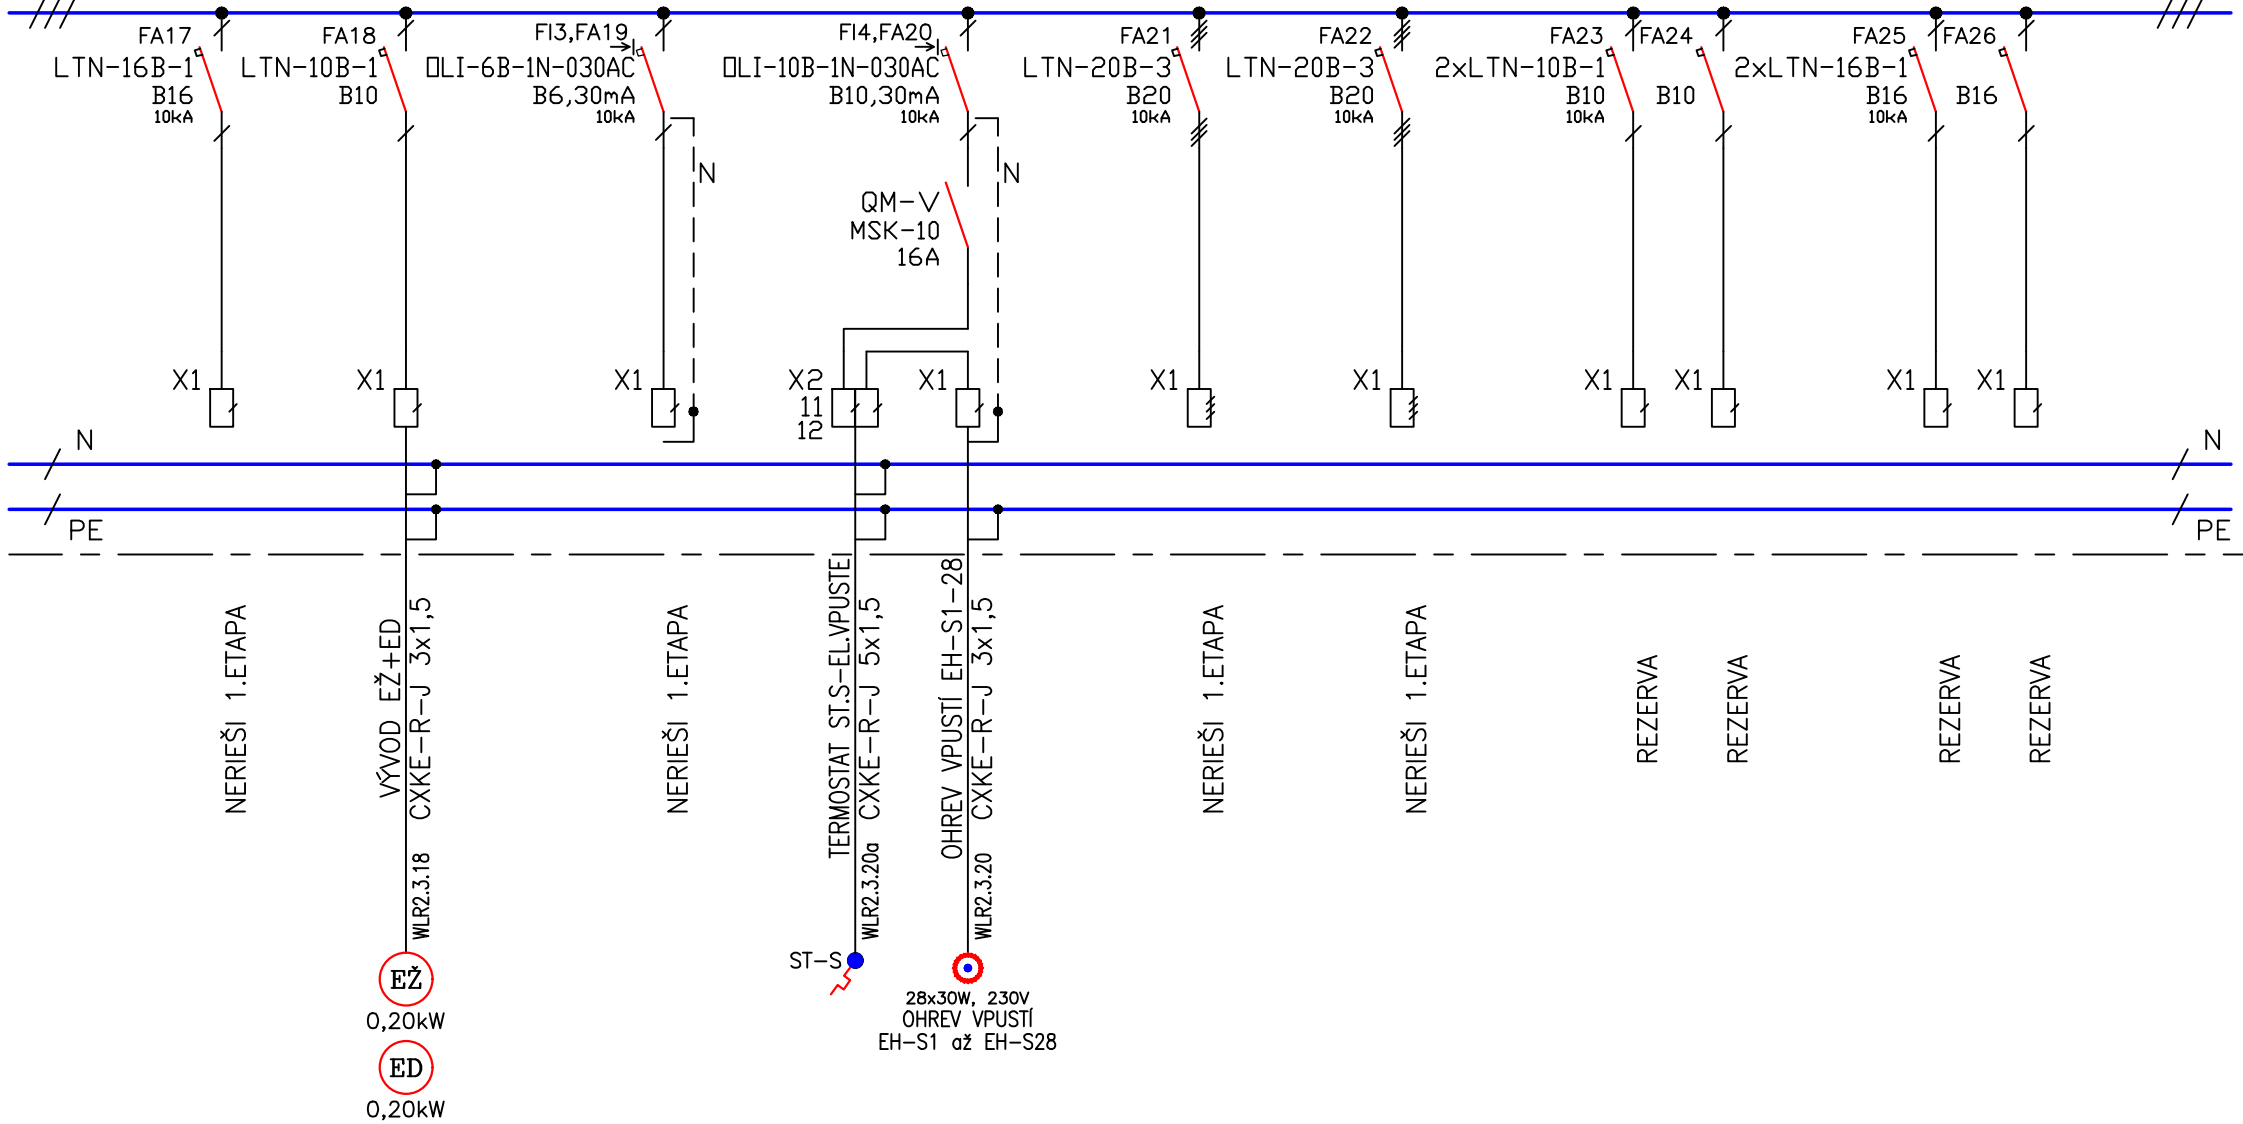 FA17
LTN-16B-1
B16
10kA
FA18
LTN-10B-1
B10
FI3,FA19
OLI-6B-1N-030AC
B6,30mA
10kA
FI4,FA20
OLI-10B-1N-030AC
B10,30mA
10kA
FA21
LTN-20B-3
B20
10kA
FA22
LTN-20B-3
B20
10kA
FA23
2xLTN-10B-1
B10
10kA
FA24
B10
FA25
2xLTN-16B-1
B16
10kA
FA26
B16
N
N
QM-V
MSK-10
16A
X1
X1
X1
X2
11
12
X1
X1
X1
X1
X1
X1
X1
N
N
PE
PE
NERIEŠI 1.ETAPA
VÝVOD EŽ+ED
CXKE-R-J 3x1,5
WLR2.3.18
NERIEŠI 1.ETAPA
TERMOSTAT ST.S-EL.VPUSTE
CXKE-R-J 5x1,5
WLR2.3.20a
OHREV VPUSTÍ EH-S1-28
CXKE-R-J 3x1,5
WLR2.3.20
NERIEŠI 1.ETAPA
NERIEŠI 1.ETAPA
REZERVA
REZERVA
REZERVA
REZERVA
EŽ
0,20kW
ED
0,20kW
ST-S
28x30W, 230V
OHREV VPUSTÍ
EH-S1 až EH-S28